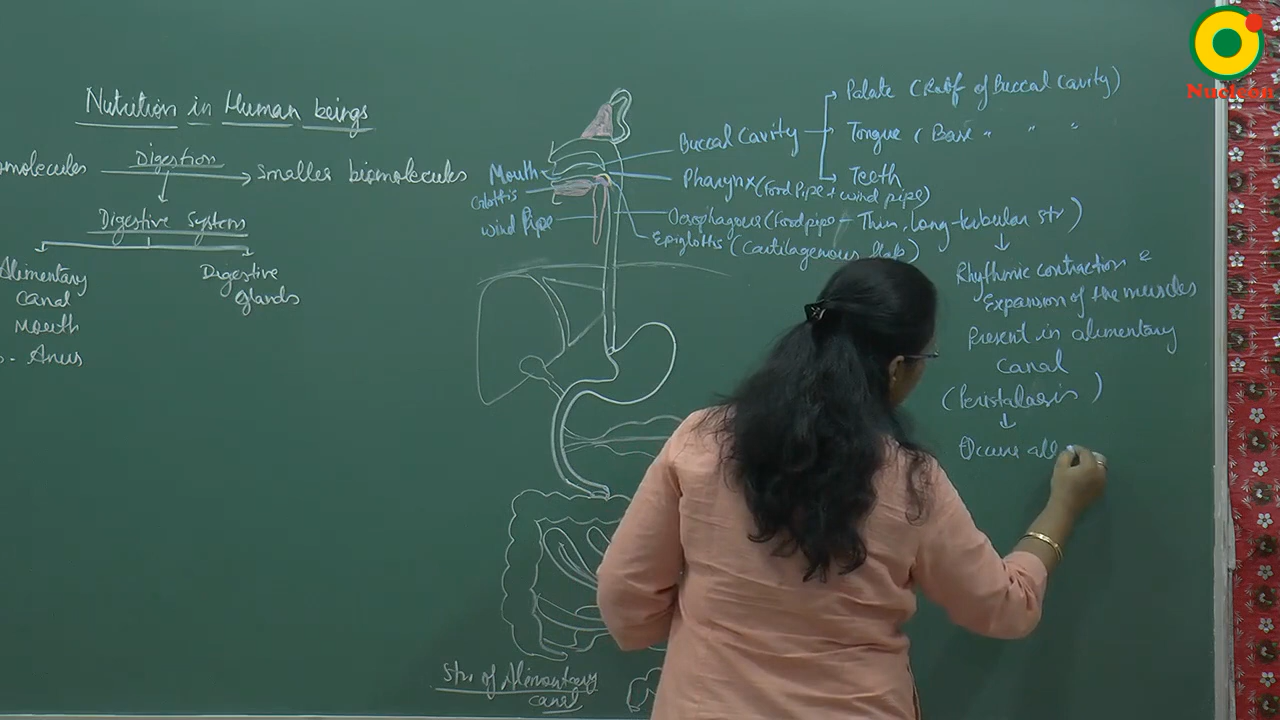 Nucleon
Nutrition in Human beings
omolecules Digestion Smaller biomolecules
Digestive System
Alimentary
Canal
Mouth
Anus
Digestive
glands
Mouth
Glottis
Wind Pipe
Buccal Cavity
Palate (Roof of Buccal Cavity)
Tongue (Base " " "
Teeth
Pharynx (Food Pipe + wind pipe)
Oesophagous (Food pipe - Thin, long-tubular str)
Epiglottis (Cartilagenous flap)
Rhythmic contraction &
Expansion of the muscles
Present in alimentary
Canal
(Peristalasis)
Occurs all
Str. of Alimentary
canal